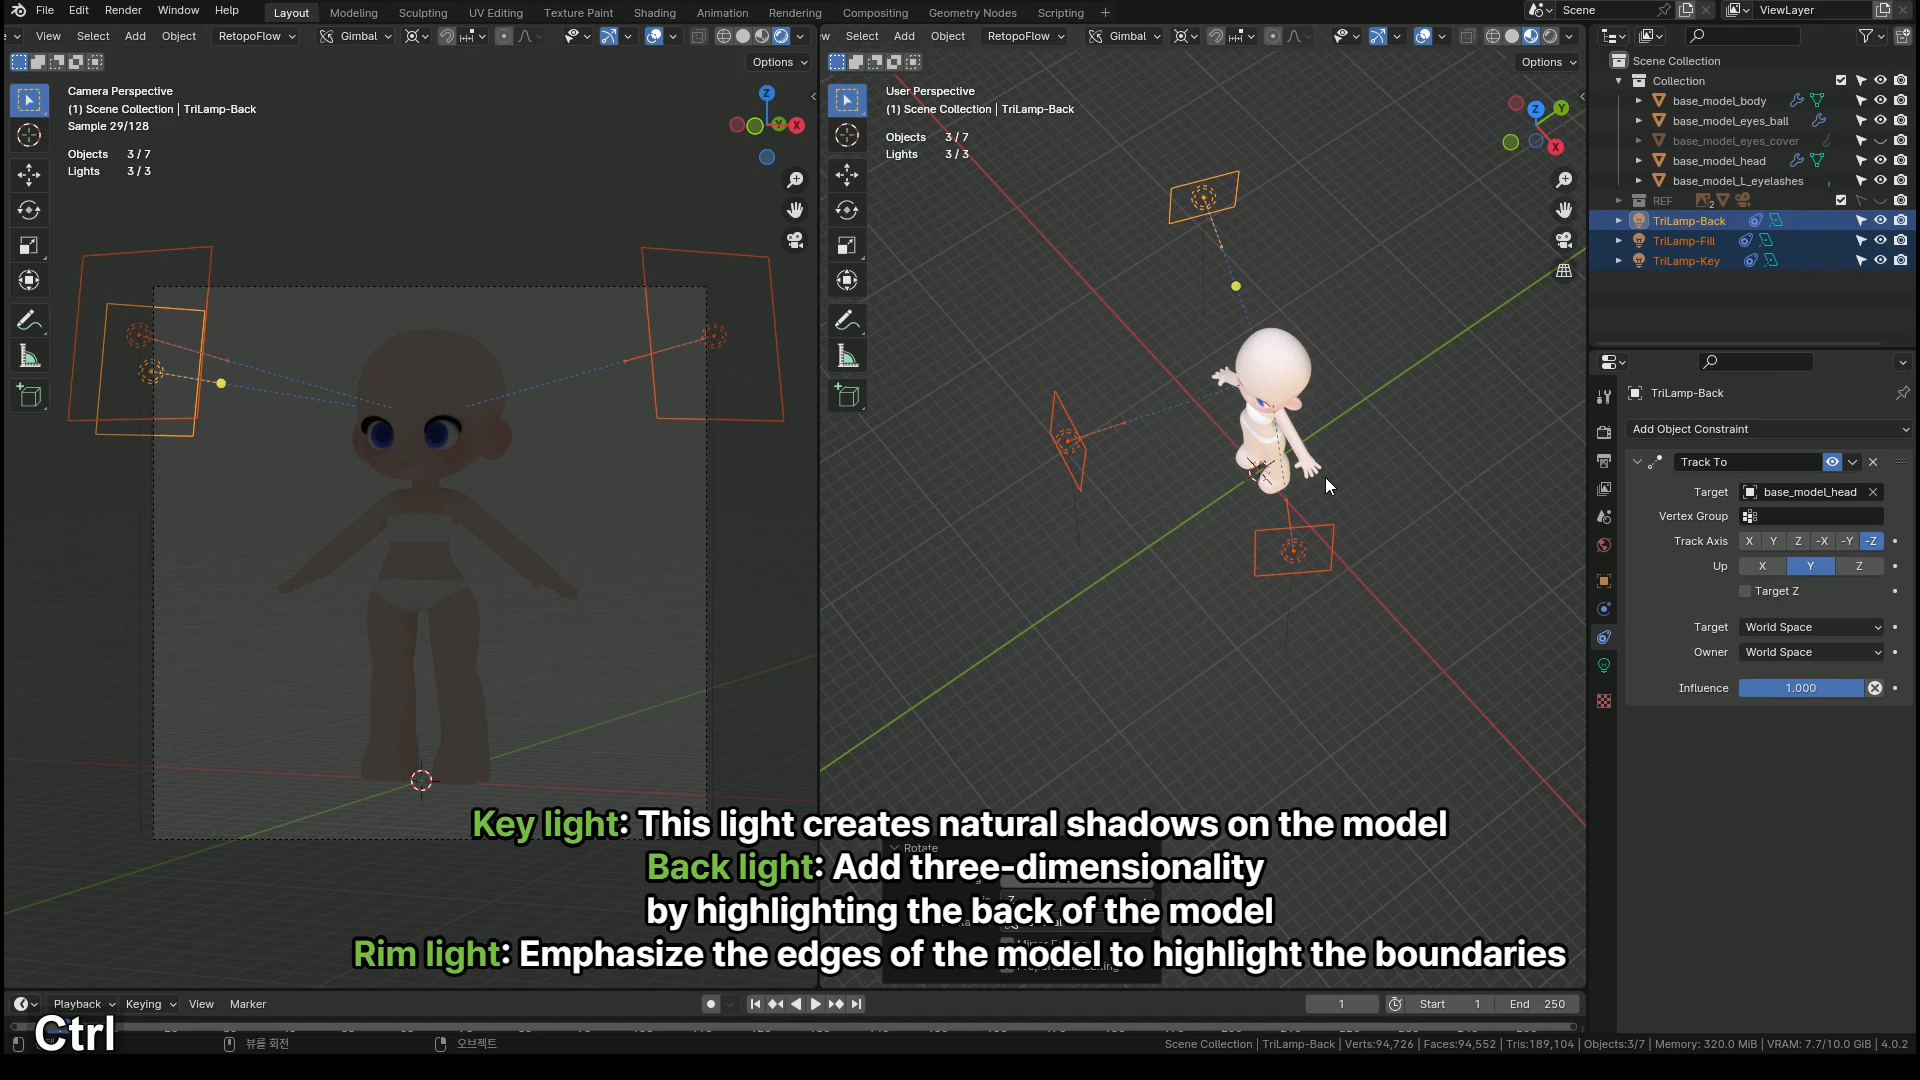 File Edit Render Window Help
Layout Modeling Sculpting UV Editing Texture Paint Shading Animation Rendering Compositing Geometry Nodes Scripting +
Scene
ViewLayer
View Select Add Object RetopoFlow Gimbal
Select Add Object RetopoFlow Gimbal
Options
Options
Camera Perspective
(1) Scene Collection | TriLamp-Back
Sample 29/128
Objects 3 / 7
Lights 3 / 3
Z
Y
X
User Perspective
(1) Scene Collection | TriLamp-Back
Objects 3 / 7
Lights 3 / 3
Z
Y
X
Scene Collection
Collection
base_model_body
base_model_eyes_ball
base_model_eyes_cover
base_model_head
base_model_L_eyelashes
REF 2
TriLamp-Back
TriLamp-Fill
TriLamp-Key
TriLamp-Back
Add Object Constraint
Track To
Target base_model_head
Vertex Group
Track Axis X Y Z -X -Y -Z
Up X Y Z
Target Z
Target World Space
Owner World Space
Influence 1.000
Rotate
Key light: This light creates natural shadows on the model
Back light: Add three-dimensionality
by highlighting the back of the model
Rim light: Emphasize the edges of the model to highlight the boundaries
Playback Keying View Marker
1
Start 1
End 250
Ctrl
뷰를 회전
오브젝트
Scene Collection | TriLamp-Back | Verts:94,726 | Faces:94,552 | Tris:189,104 | Objects:3/7 | Memory: 320.0 MiB | VRAM: 7.7/10.0 GiB | 4.0.2